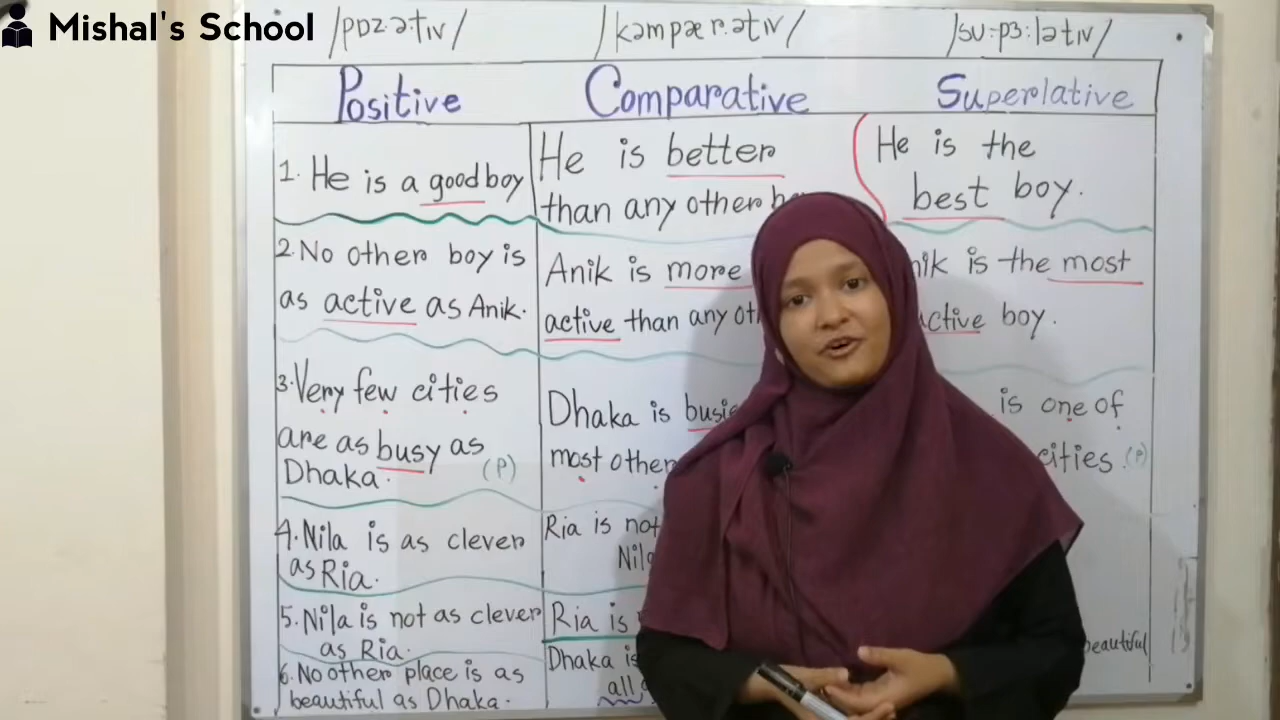 Mishal's School
/pɒz.ə.tɪv/
/kəmpær.ətɪv/
/su:pɜ:lətɪv/
Positive
Comparative
Superlative
1. He is a good boy
He is better
than any other
He is the
best boy.
2. No other boy is
as active as Anik.
Anik is more
active than any
is the most
boy.
3. Very few cities
are as busy as
Dhaka. (P)
Dhaka is
most other
is one of
cities. (P)
4. Nila is as clever
as Ria.
Ria is not
5. Nila is not as clever
as Ria.
Ria is
6. No other place is as
beautiful as Dhaka.
Dhaka is
all
beautiful